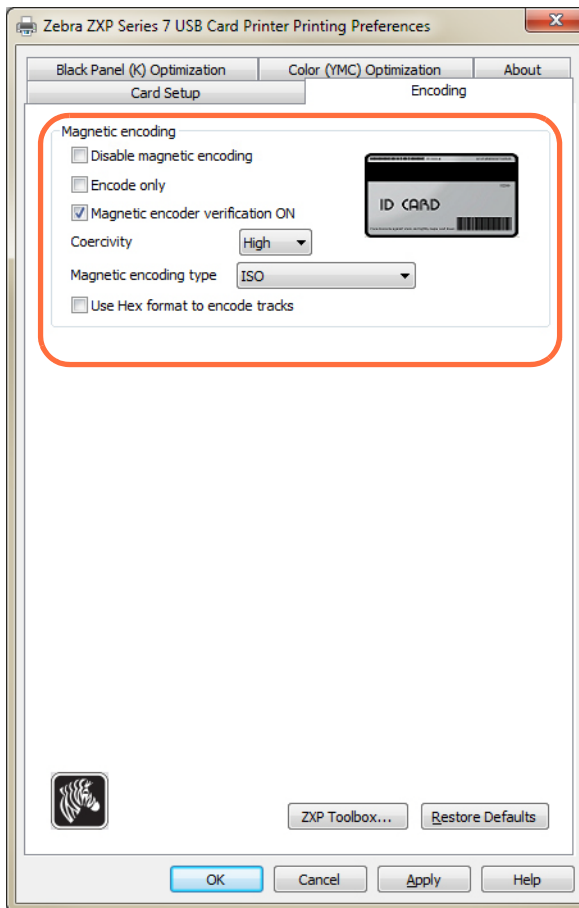 Zebra ZXP Series 7 USB Card Printer Printing Preferences
Black Panel (K) Optimization Color (YMC) Optimization About
Card Setup Encoding
Magnetic encoding
Disable magnetic encoding
Encode only
Magnetic encoder verification ON
ID CARD
Coercivity High
Magnetic encoding type ISO
Use Hex format to encode tracks
ZXP Toolbox... Restore Defaults
OK Cancel Apply Help